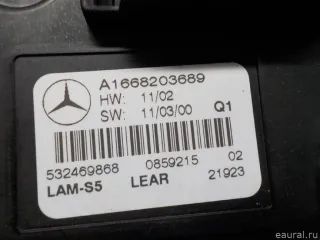 A1668203689
HW: 11/02
SW: 11/03/00 Q1
532469868 0859215 02
LAM-S5 LEAR 21923
eaural.ru